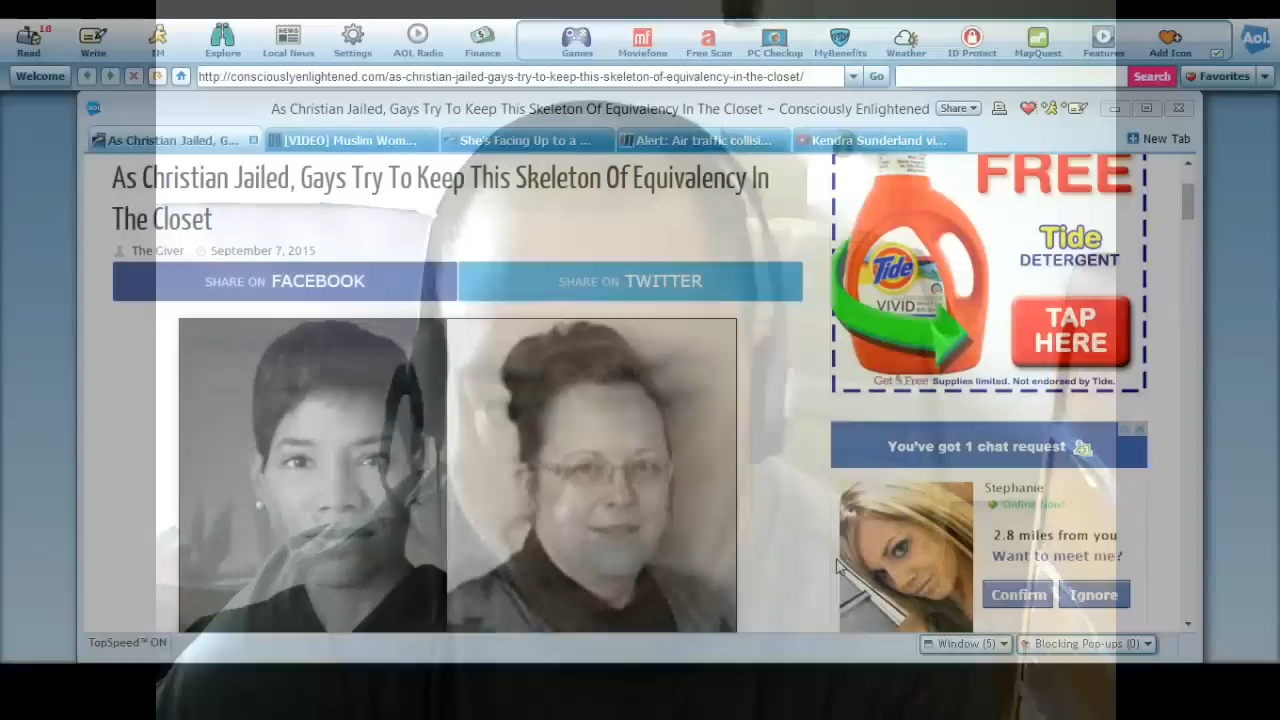 18
Read
Write
IM
Explore
Local News
Settings
AOL Radio
Finance
Games
Moviefone
Free Scan
PC Checkup
MyBenefits
Weather
ID Protect
MapQuest
Features
Add Icon
Aol.
Welcome
http://consciouslyenlightened.com/as-christian-jailed-gays-try-to-keep-this-skeleton-of-equivalency-in-the-closet/
Go
Search
Favorites
As Christian Jailed, Gays Try To Keep This Skeleton Of Equivalency In The Closet ~ Consciously Enlightened
Share
As Christian Jailed, G...
[VIDEO] Muslim Wom...
She's Facing Up to a ...
Alert: Air traffic collisi...
Kendra Sunderland vi...
New Tab
As Christian Jailed, Gays Try To Keep This Skeleton Of Equivalency In
The Closet
The Giver September 7, 2015
SHARE ON FACEBOOK
SHARE ON TWITTER
FREE
Tide
DETERGENT
Tide
VIVID
TAP
HERE
Supplies limited. Not endorsed by Tide.
You've got 1 chat request
Stephanie
Online Now!
2.8 miles from you
Want to meet me?
Confirm
Ignore
TopSpeed™ ON
Window (5)
Blocking Pop-ups (0)